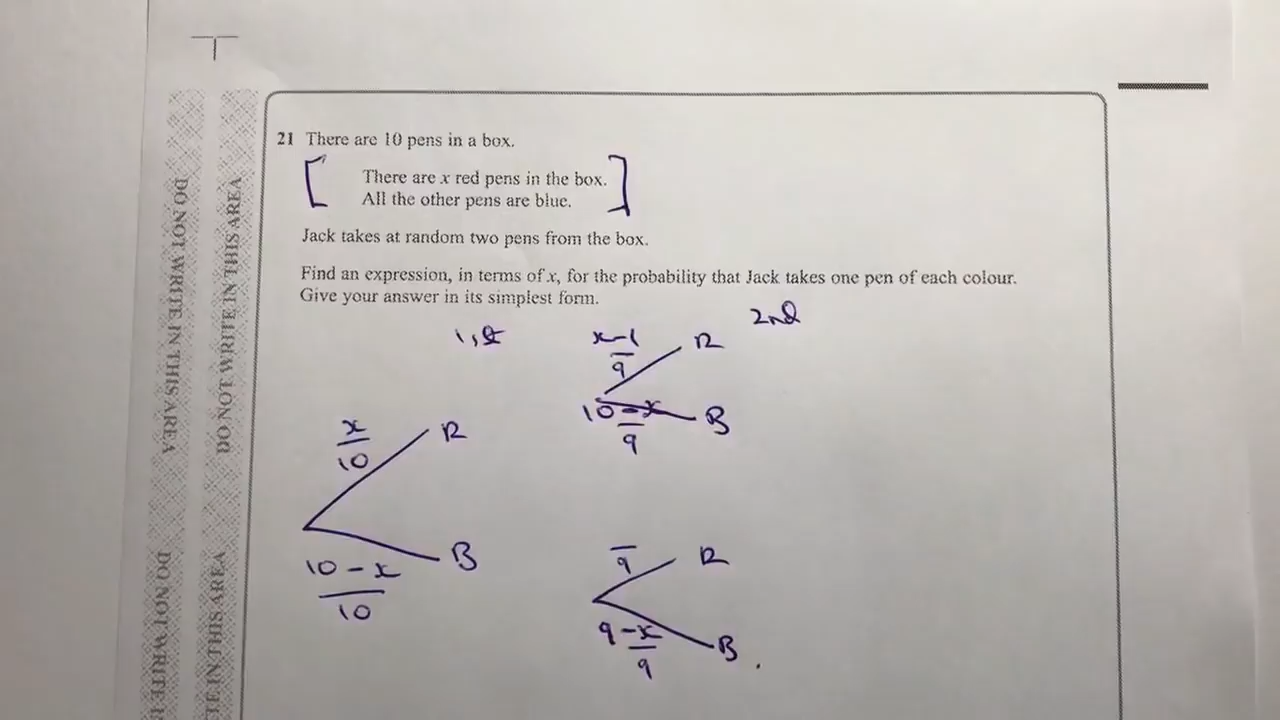 21 There are 10 pens in a box.
There are x red pens in the box.
All the other pens are blue.
Jack takes at random two pens from the box.
Find an expression, in terms of x, for the probability that Jack takes one pen of each colour.
Give your answer in its simplest form.
1st
2nd
x-1
9
R
10-x
9
B
x
10
R
B
10-x
10
9
R
9-x
9
B
DO NOT WRITE IN THIS AREA
DO NOT WRITE IN THIS AREA
DO NOT WRITE I
TE IN THIS AREA